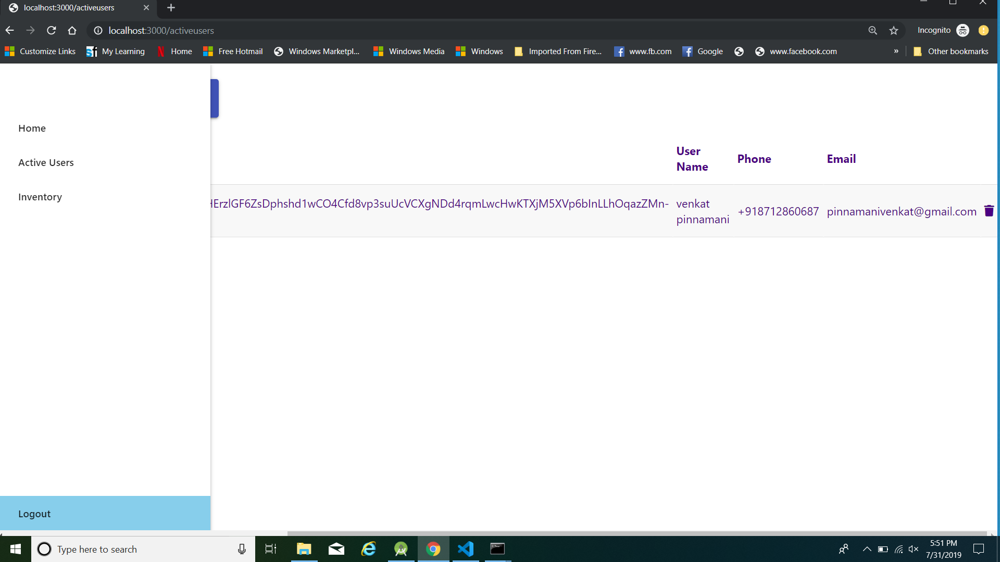 localhost:3000/activeusers
localhost:3000/activeusers
Incognito
Customize Links
My Learning
Home
Free Hotmail
Windows Marketpl...
Windows Media
Windows
Imported From Fire...
www.fb.com
Google
www.facebook.com
»
Other bookmarks
Home
Active Users
Inventory
Logout
User
Name
Phone
Email
HErzlGF6ZsDphshd1wCO4Cfd8vp3suUcVCXgNDd4rqmLwcHwKTXjM5XVp6bInLLhOqazZMn-
venkat
pinnamani
+918712860687
pinnamanivenkat@gmail.com
Type here to search
5:51 PM
7/31/2019